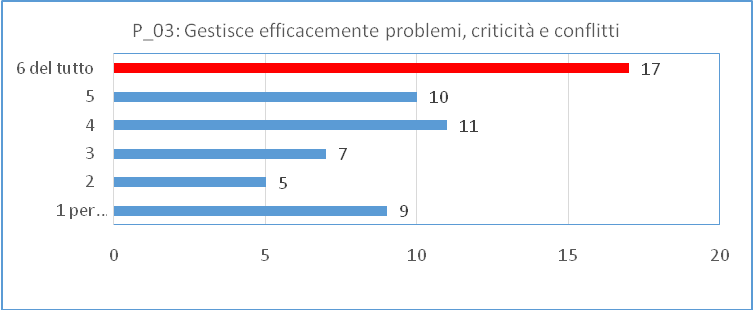 P_03: Gestisce efficacemente problemi, criticità e conflitti
6 del tutto 17
5 10
4 11
3 7
2 5
1 per... 9
0 5 10 15 20